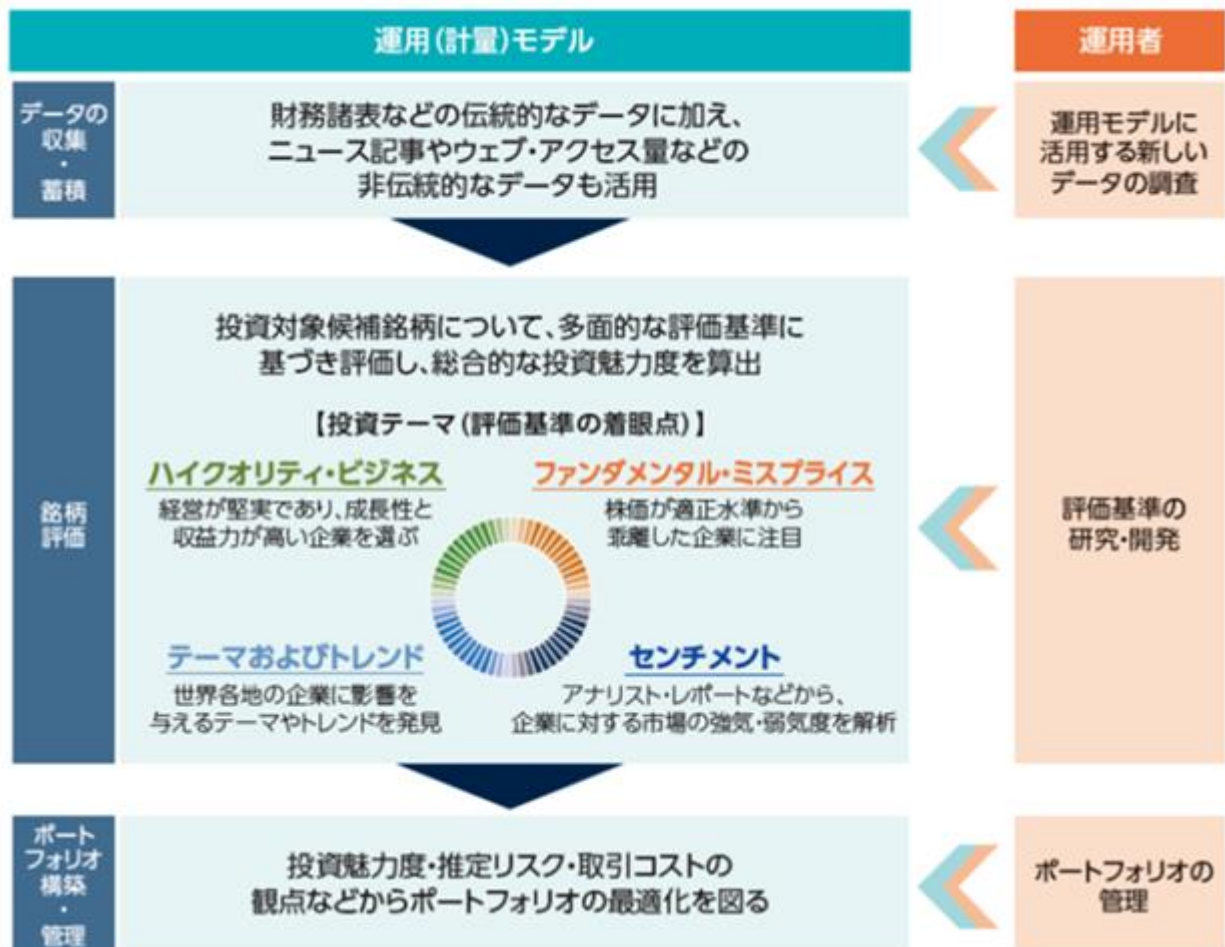 運用(計量)モデル
運用者
データの
収集
・
蓄積
財務諸表などの伝統的なデータに加え、
ニュース記事やウェブ・アクセス量などの
非伝統的なデータも活用
運用モデルに
活用する新しい
データの調査
銘柄
評価
投資対象候補銘柄について、多面的な評価基準に
基づき評価し、総合的な投資魅力度を算出
【投資テーマ(評価基準の着眼点)】
ハイクオリティ・ビジネス
経営が堅実であり、成長性と
収益力が高い企業を選ぶ
ファンダメンタル・ミスプライス
株価が適正水準から
乖離した企業に注目
テーマおよびトレンド
世界各地の企業に影響を
与えるテーマやトレンドを発見
センチメント
アナリスト・レポートなどから、
企業に対する市場の強気・弱気度を解析
評価基準の
研究・開発
ポート
フォリオ
構築
・
管理
投資魅力度・推定リスク・取引コストの
観点などからポートフォリオの最適化を図る
ポートフォリオの
管理